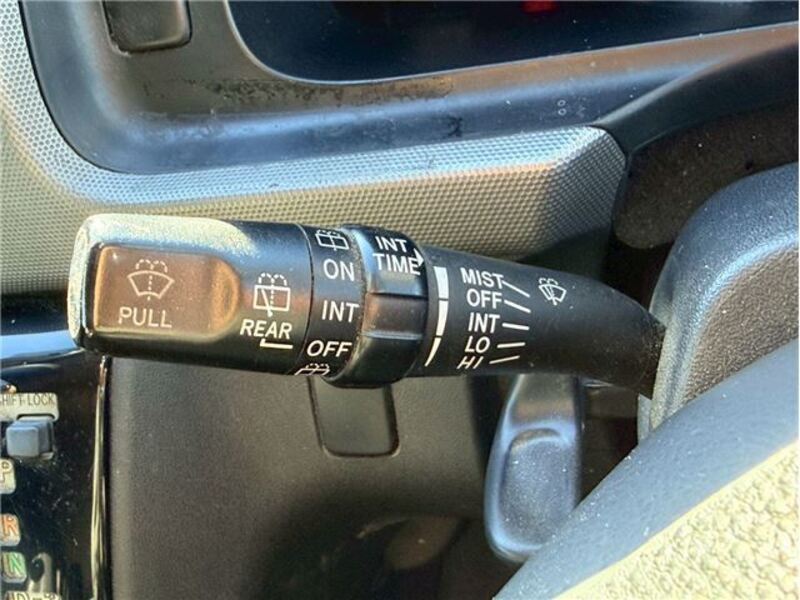 PULL
REAR
ON
INT
OFF
INT
TIME
MIST
OFF
INT
LO
HI
SHIFT LOCK
P
R
N